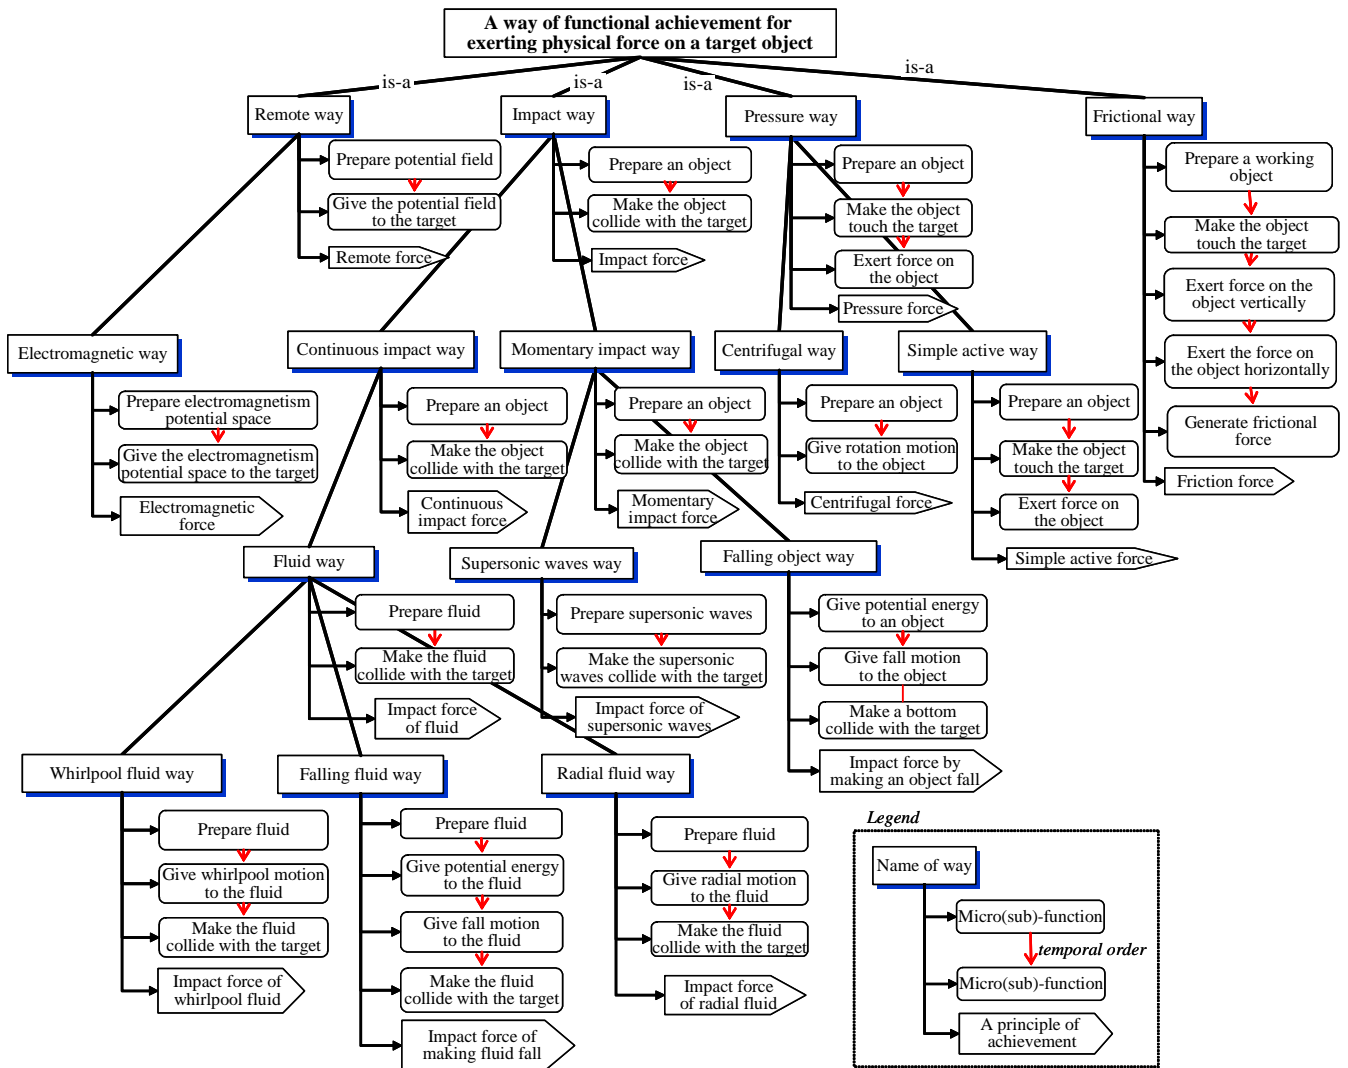 A way of functional achievement for
exerting physical force on a target object
is-a
is-a
is-a
is-a
Remote way
Prepare potential field
Give the potential field
to the target
Remote force
Impact way
Prepare an object
Make the object
collide with the target
Impact force
Pressure way
Prepare an object
Make the object
touch the target
Exert force on
the object
Pressure force
Frictional way
Prepare a working
object
Make the object
touch the target
Exert force on the
object vertically
Exert the force on
the object horizontally
Generate frictional
force
Friction force
Electromagnetic way
Prepare electromagnetism
potential space
Give the electromagnetism
potential space to the target
Electromagnetic
force
Continuous impact way
Prepare an object
Make the object
collide with the target
Continuous
impact force
Momentary impact way
Prepare an object
Make the object
collide with the target
Momentary
impact force
Centrifugal way
Prepare an object
Give rotation motion
to the object
Centrifugal force
Simple active way
Prepare an object
Make the object
touch the target
Exert force on
the object
Simple active force
Fluid way
Prepare fluid
Make the fluid
collide with the target
Impact force
of fluid
Supersonic waves way
Prepare supersonic waves
Make the supersonic
waves collide with the target
Impact force of
supersonic waves
Falling object way
Give potential energy
to an object
Give fall motion
to the object
Make a bottom
collide with the target
Impact force by
making an object fall
Whirlpool fluid way
Prepare fluid
Give whirlpool motion
to the fluid
Make the fluid
collide with the target
Impact force of
whirlpool fluid
Falling fluid way
Prepare fluid
Give potential energy
to the fluid
Give fall motion
to the fluid
Make the fluid
collide with the target
Impact force of
making fluid fall
Radial fluid way
Prepare fluid
Give radial motion
to the fluid
Make the fluid
collide with the target
Impact force
of radial fluid
Legend
Name of way
Micro(sub)-function
temporal order
Micro(sub)-function
A principle of
achievement